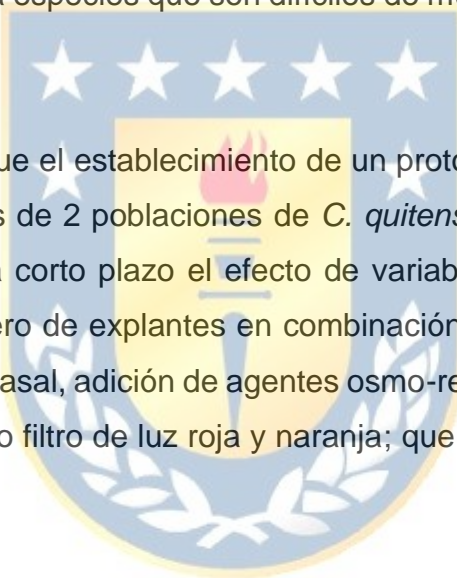 especies que son difíciles de
ue el establecimiento de un prot
s de 2 poblaciones de C. quitens
a corto plazo el efecto de variab
ero de explantes en combinación
asal, adición de agentes osmo-re
o filtro de luz roja y naranja; que